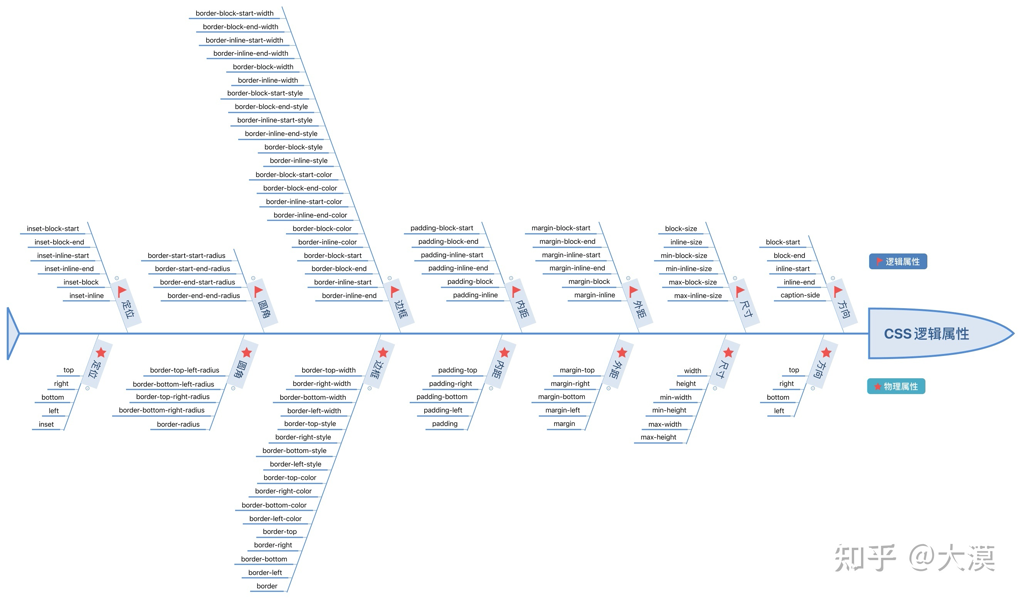 border-block-start-width
border-block-end-width
border-inline-start-width
border-inline-end-width
border-block-width
border-inline-width
border-block-start-style
border-block-end-style
border-inline-start-style
border-inline-end-style
border-block-style
border-inline-style
border-block-start-color
border-block-end-color
border-inline-start-color
border-inline-end-color
border-block-color
border-inline-color
border-block-start
border-block-end
border-inline-start
border-inline-end
边框
inset-block-start
inset-block-end
inset-inline-start
inset-inline-end
inset-block
inset-inline
定位
border-start-start-radius
border-start-end-radius
border-end-start-radius
border-end-end-radius
圆角
padding-block-start
padding-block-end
padding-inline-start
padding-inline-end
padding-block
padding-inline
内距
margin-block-start
margin-block-end
margin-inline-start
margin-inline-end
margin-block
margin-inline
外距
block-size
inline-size
min-block-size
min-inline-size
max-block-size
max-inline-size
尺寸
block-start
block-end
inline-start
inline-end
caption-side
方向
逻辑属性
CSS逻辑属性
物理属性
定位
top
right
bottom
left
inset
圆角
border-top-left-radius
border-bottom-left-radius
border-top-right-radius
border-bottom-right-radius
border-radius
边框
border-top-width
border-right-width
border-bottom-width
border-left-width
border-top-style
border-right-style
border-bottom-style
border-left-style
border-top-color
border-right-color
border-bottom-color
border-left-color
border-top
border-right
border-bottom
border-left
border
内距
padding-top
padding-right
padding-bottom
padding-left
padding
外距
margin-top
margin-right
margin-bottom
margin-left
margin
尺寸
width
height
min-width
min-height
max-width
max-height
方向
top
right
bottom
left
知乎 @大漠